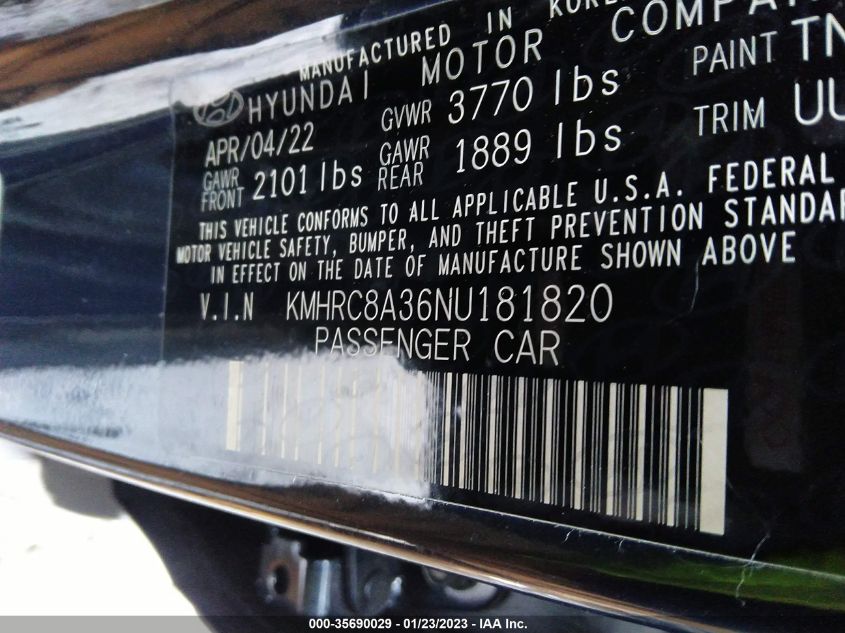 MANUFACTURED IN KORE
HYUNDAI MOTOR COMPAN
APR/04/22 GVWR 3770 lbs PAINT TN
GAWR FRONT 2101 lbs GAWR REAR 1889 lbs TRIM UU
THIS VEHICLE CONFORMS TO ALL APPLICABLE U.S.A. FEDERAL
MOTOR VEHICLE SAFETY, BUMPER, AND THEFT PREVENTION STANDAR
IN EFFECT ON THE DATE OF MANUFACTURE SHOWN ABOVE
V.I.N KMHRC8A36NU181820
PASSENGER CAR
000-35690029 - 01/23/2023 - IAA Inc.